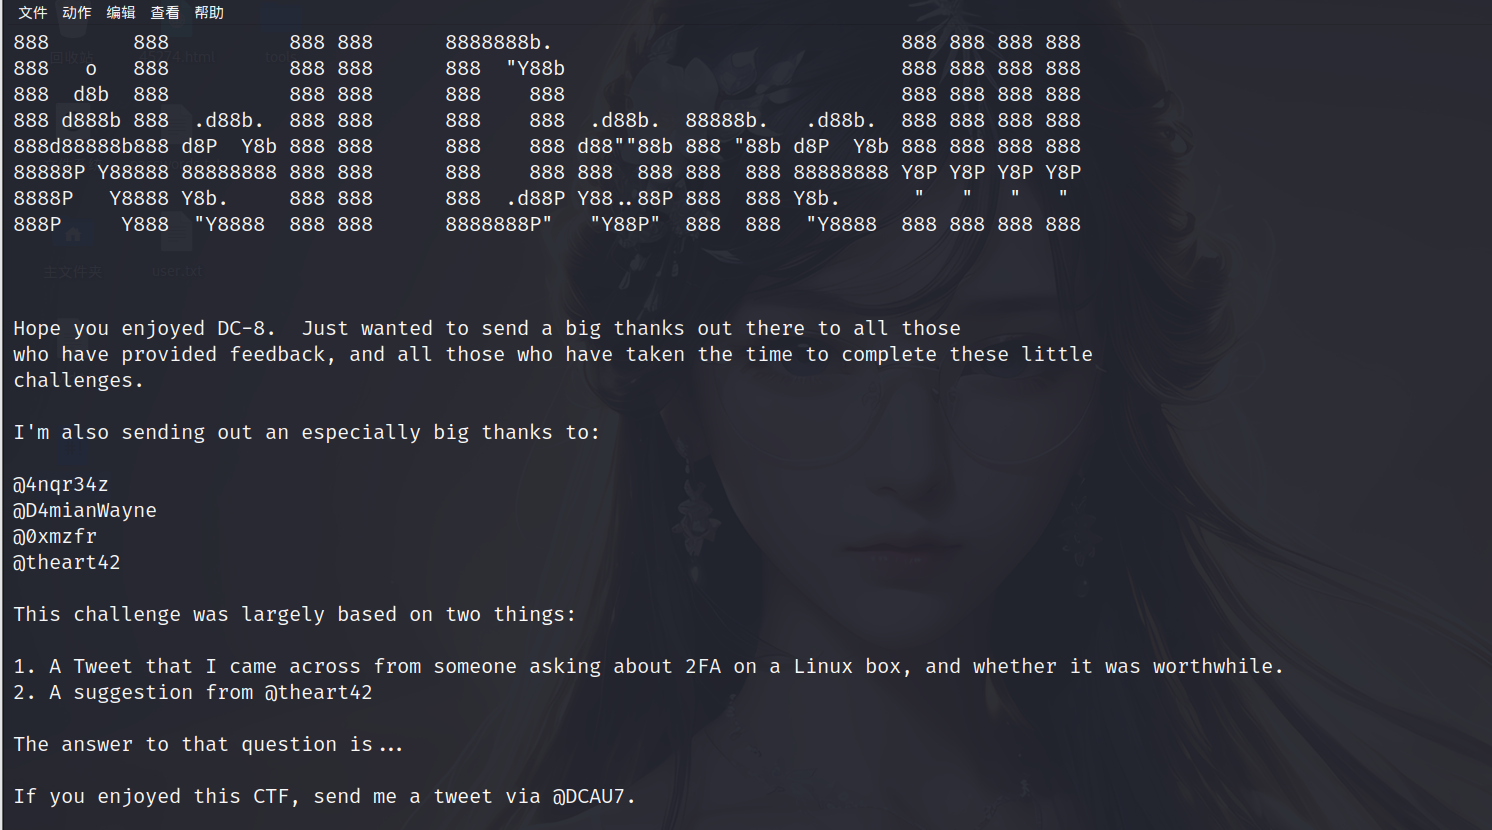 文件 动作 编辑 查看 帮助
888       888          888 888      8888888b.                             888 888 888 888
888   o   888          888 888      888  "Y88b                            888 888 888 888
888  d8b  888          888 888      888    888                            888 888 888 888
888 d888b 888  .d88b.  888 888      888    888  .d88b.  88888b.   .d88b.  888 888 888 888
888d88888b888 d8P  Y8b 888 888      888    888 d88""88b 888 "88b d8P  Y8b 888 888 888 888
88888P Y88888 88888888 888 888      888    888 888  888 888  888 88888888 Y8P Y8P Y8P Y8P
8888P   Y8888 Y8b.     888 888      888  .d88P Y88..88P 888  888 Y8b.      "   "   "   "
888P     Y888  "Y8888  888 888      8888888P"   "Y88P"  888  888  "Y8888  888 888 888 888
主文件夹 user.txt
Hope you enjoyed DC-8.  Just wanted to send a big thanks out there to all those
who have provided feedback, and all those who have taken the time to complete these little
challenges.
I'm also sending out an especially big thanks to:
@4nqr34z
@D4mianWayne
@0xmzfr
@theart42
This challenge was largely based on two things:
1. A Tweet that I came across from someone asking about 2FA on a Linux box, and whether it was worthwhile.
2. A suggestion from @theart42
The answer to that question is...
If you enjoyed this CTF, send me a tweet via @DCAU7.